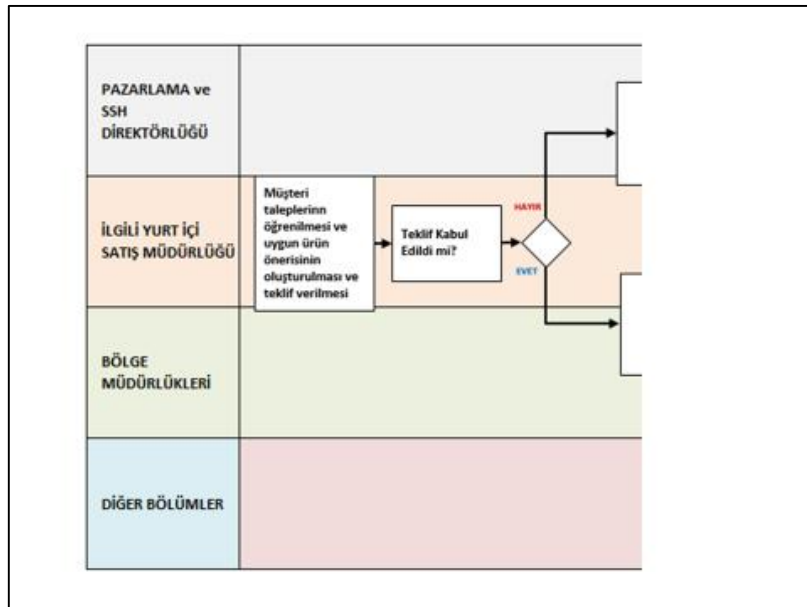 PAZARLAMA ve
SSH
DİREKTÖRLÜĞÜ
İLGİLİ YURT İÇİ
SATIŞ MÜDÜRLÜĞÜ
Müşteri
taleplerinn
öğrenilmesi ve
uygun ürün
önerisinin
oluşturulması ve
teklif verilmesi
Teklif Kabul
Edildi mi?
HAYIR
EVET
BÖLGE
MÜDÜRLÜKLERİ
DİĞER BÖLÜMLER